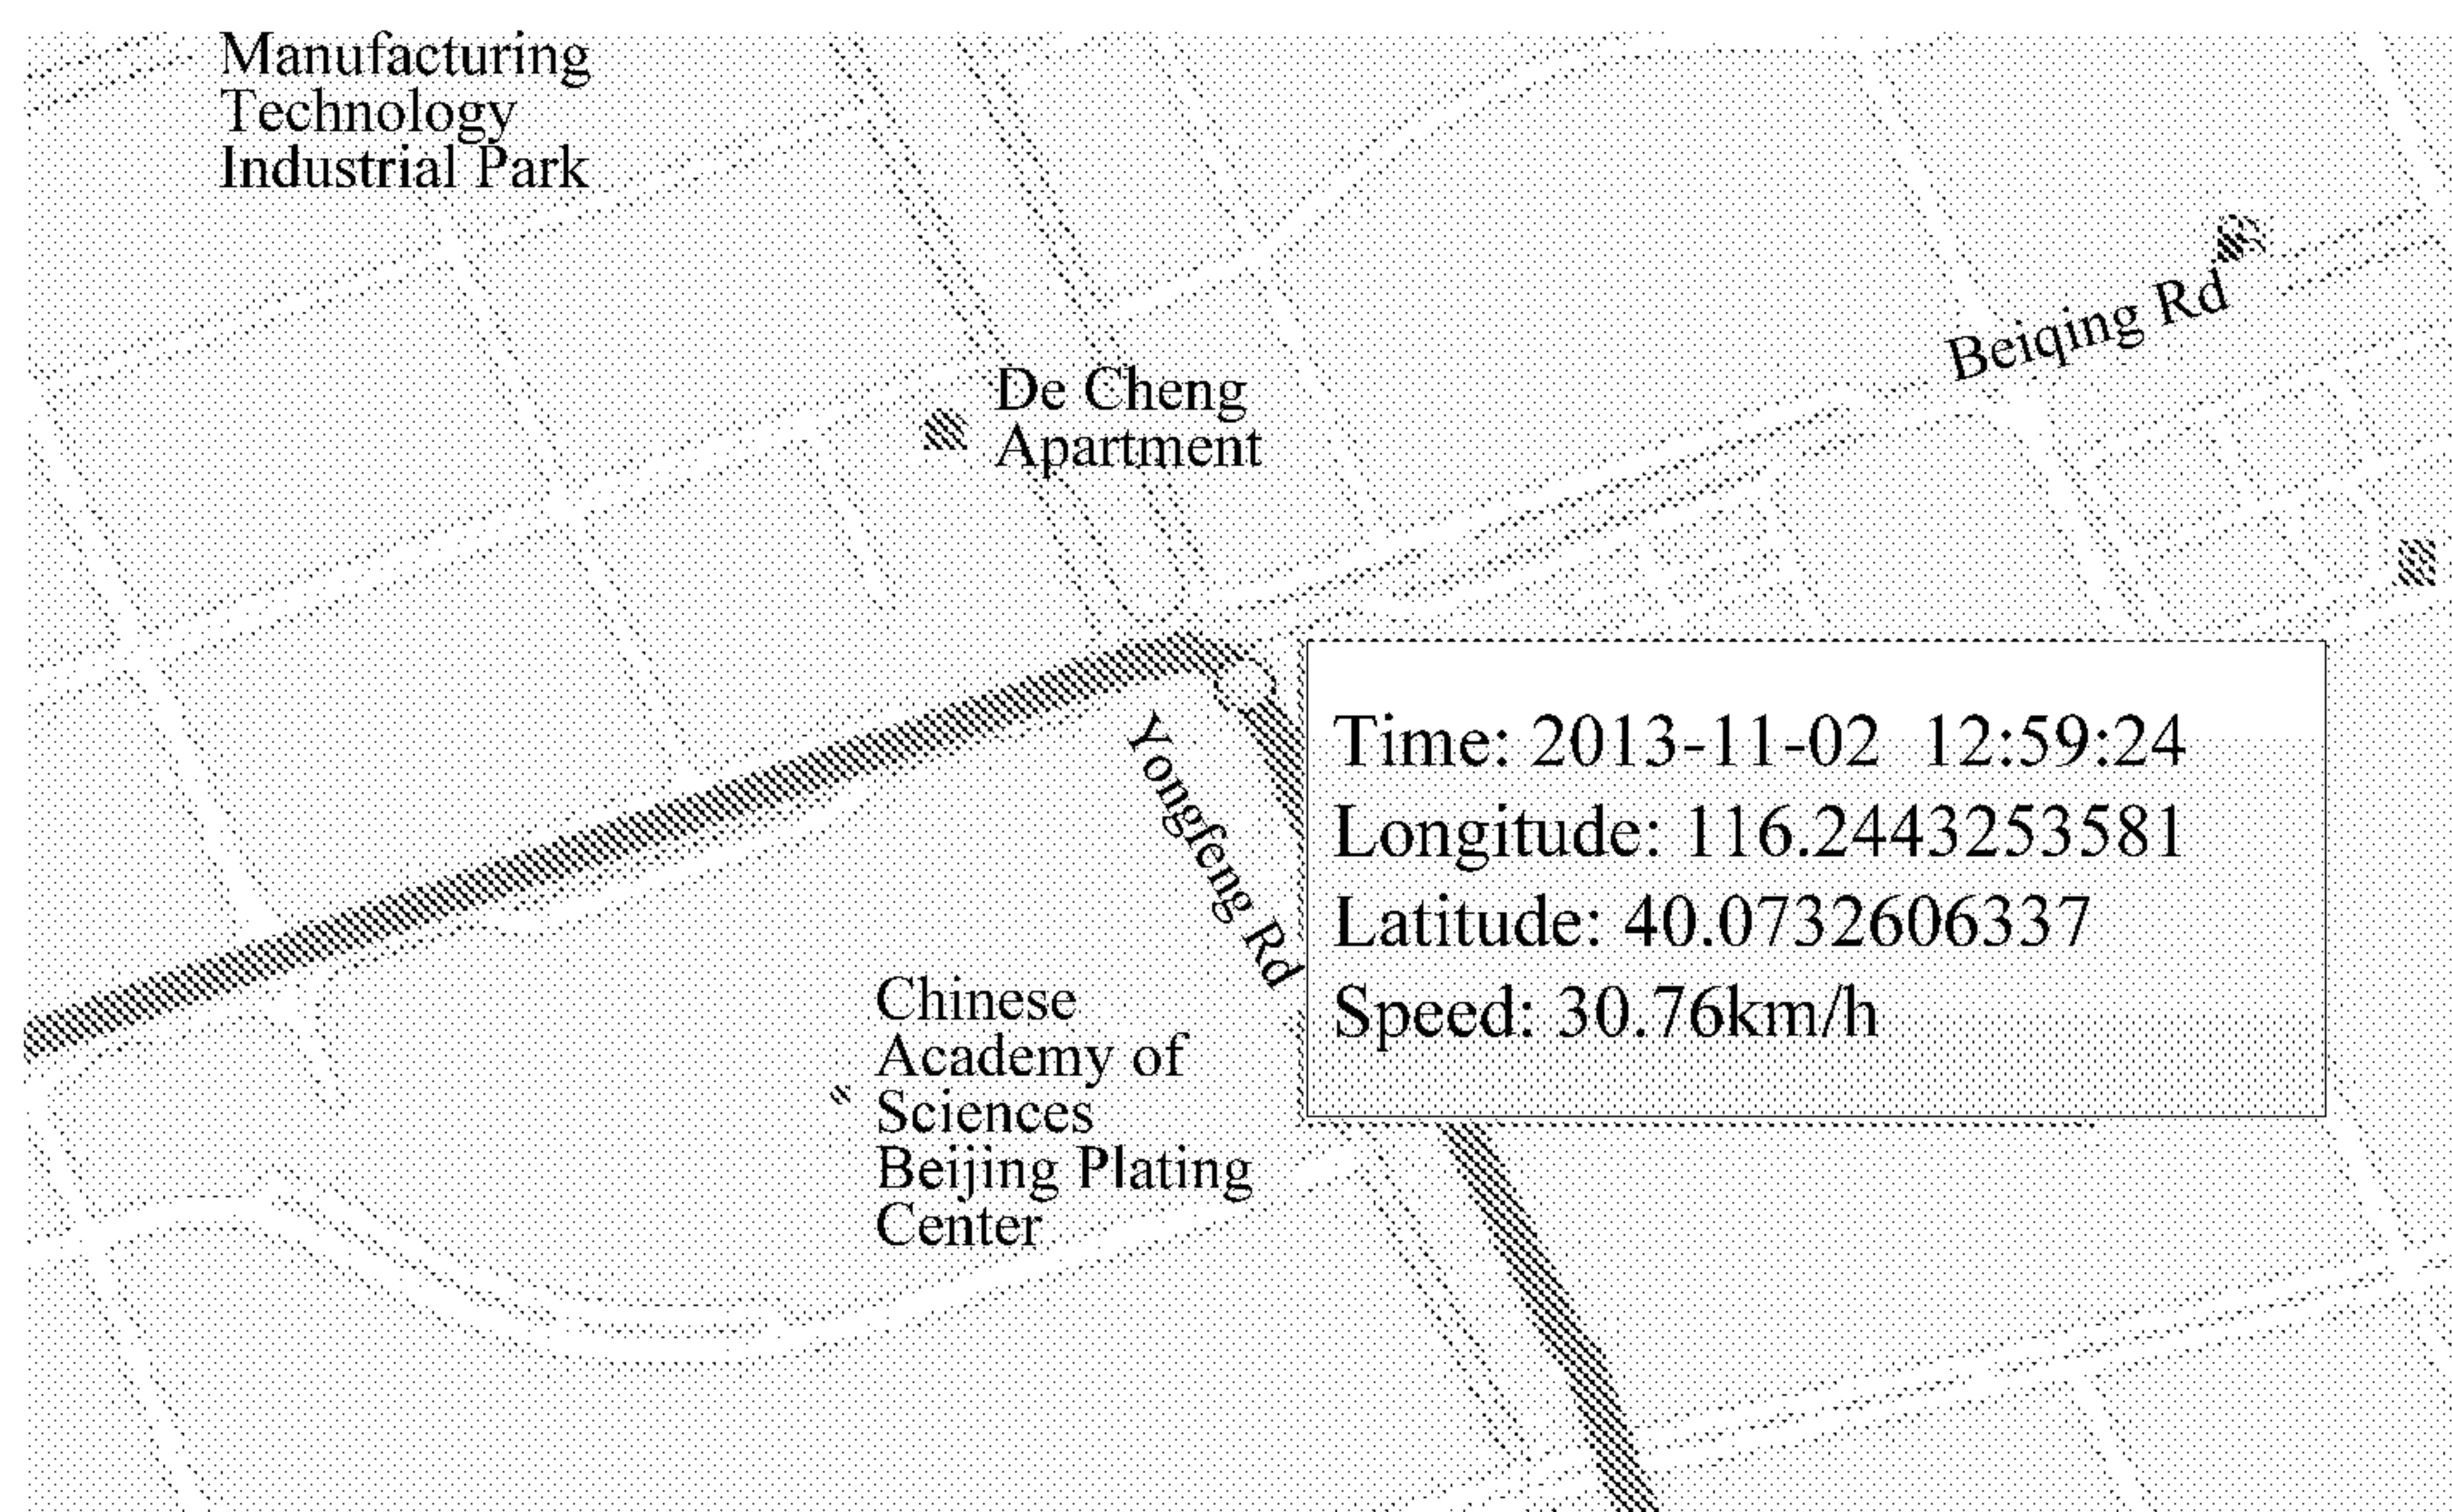 Manufacturing
Technology
Industrial Park
Beiqing Rd
De Cheng
Apartment
Yongfeng Rd
Time: 2013-11-02 12:59:24
Longitude: 116.2443253581
Latitude: 40.0732606337
Speed: 30.76km/h
Chinese
Academy of
Sciences
Beijing Plating
Center